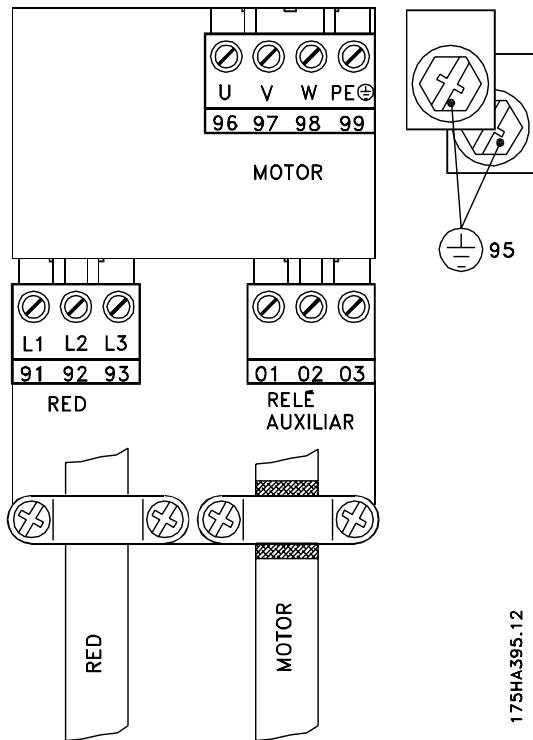 U V W PE
96 97 98 99
MOTOR
95
L1 L2 L3
91 92 93
RED
01 02 03
RELÉ
AUXILIAR
RED
MOTOR
175HA395.12